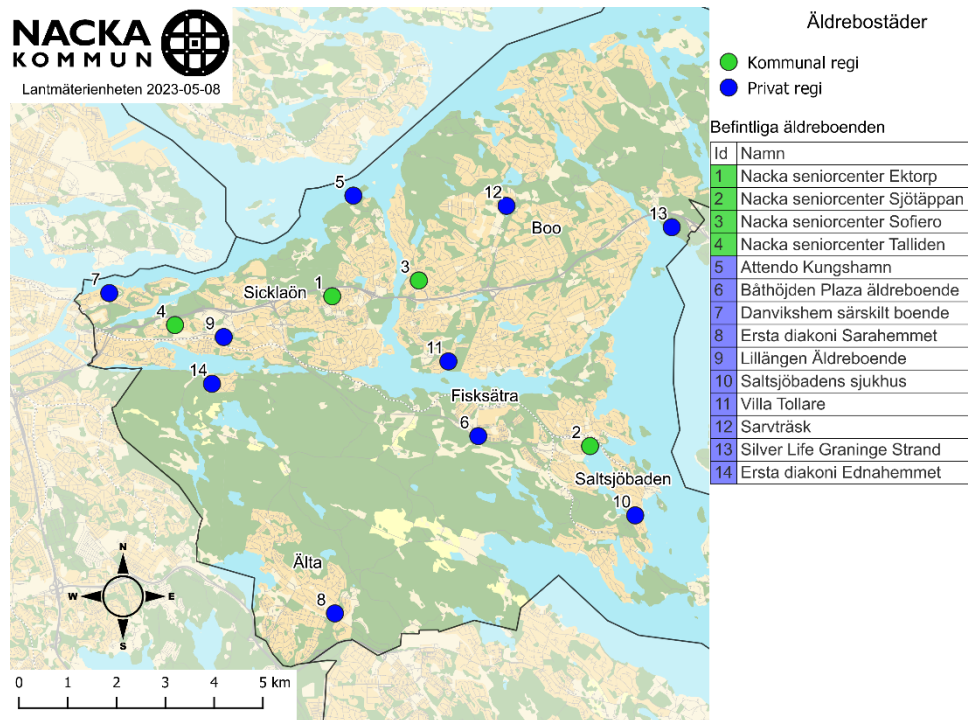 NACKA
KOMMUN
Lantmäterienheten 2023-05-08
Äldrebostäder
Kommunal regi
Privat regi
Befintliga äldreboenden
Id Namn
1 Nacka seniorcenter Ektorp
2 Nacka seniorcenter Sjötäppan
3 Nacka seniorcenter Sofiero
4 Nacka seniorcenter Talliden
5 Attendo Kungshamn
6 Båthöjden Plaza äldreboende
7 Danvikshem särskilt boende
8 Ersta diakoni Sarahemmet
9 Lillängen Äldreboende
10 Saltsjöbadens sjukhus
11 Villa Tollare
12 Sarvträsk
13 Silver Life Graninge Strand
14 Ersta diakoni Ednahemmet
5
12
Boo
13
3
7
1
Sicklaön
4
9
11
14
Fisksätra
6
2
Saltsjöbaden
10
Älta
8
N
W E
S
0 1 2 3 4 5 km